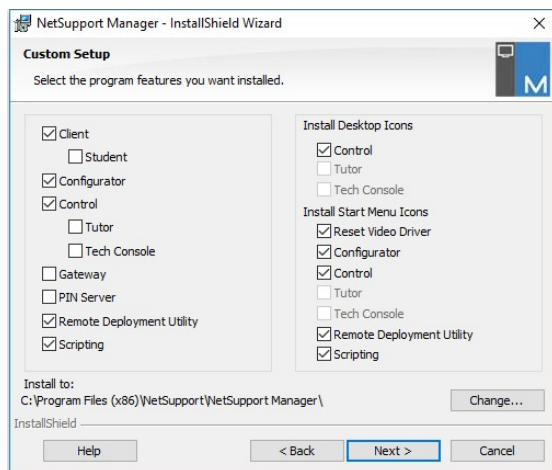 NetSupport Manager - InstallShield Wizard
Custom Setup
Select the program features you want installed.
M
Client
Student
Configurator
Control
Tutor
Tech Console
Gateway
PIN Server
Remote Deployment Utility
Scripting
Install Desktop Icons
Control
Tutor
Tech Console
Install Start Menu Icons
Reset Video Driver
Configurator
Control
Tutor
Tech Console
Remote Deployment Utility
Scripting
Install to:
C:\Program Files (x86)\NetSupport\NetSupport Manager\
Change...
InstallShield
Help
< Back
Next >
Cancel